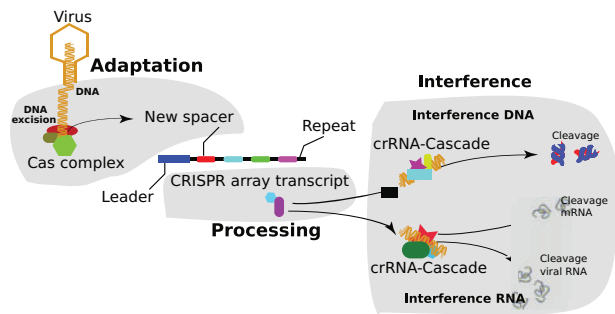 Virus
Adaptation
DNA
DNA
excision
New spacer
Cas complex
Repeat
Leader
CRISPR array transcript
Processing
Interference
Interference DNA
crRNA-Cascade
Cleavage
Cleavage
mRNA
crRNA-Cascade
Cleavage
viral RNA
Interference RNA